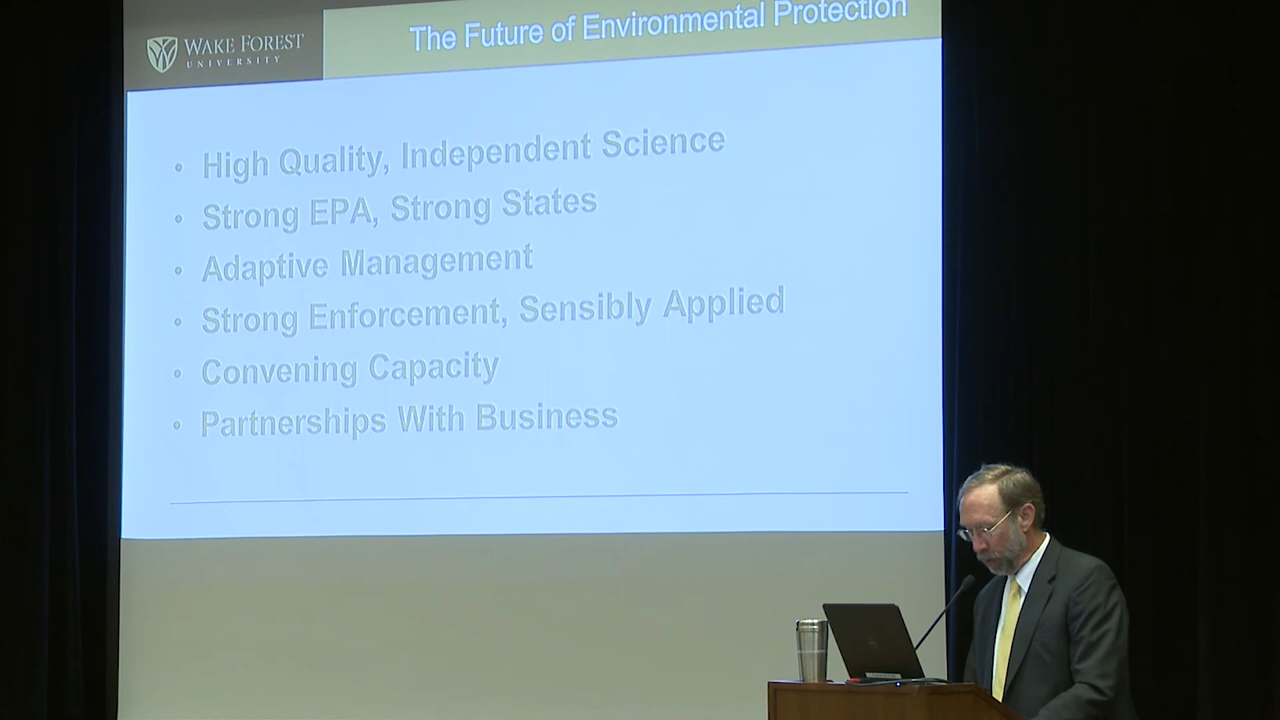 WAKE FOREST
UNIVERSITY
The Future of Environmental Protection
• High Quality, Independent Science
• Strong EPA, Strong States
• Adaptive Management
• Strong Enforcement, Sensibly Applied
• Convening Capacity
• Partnerships With Business